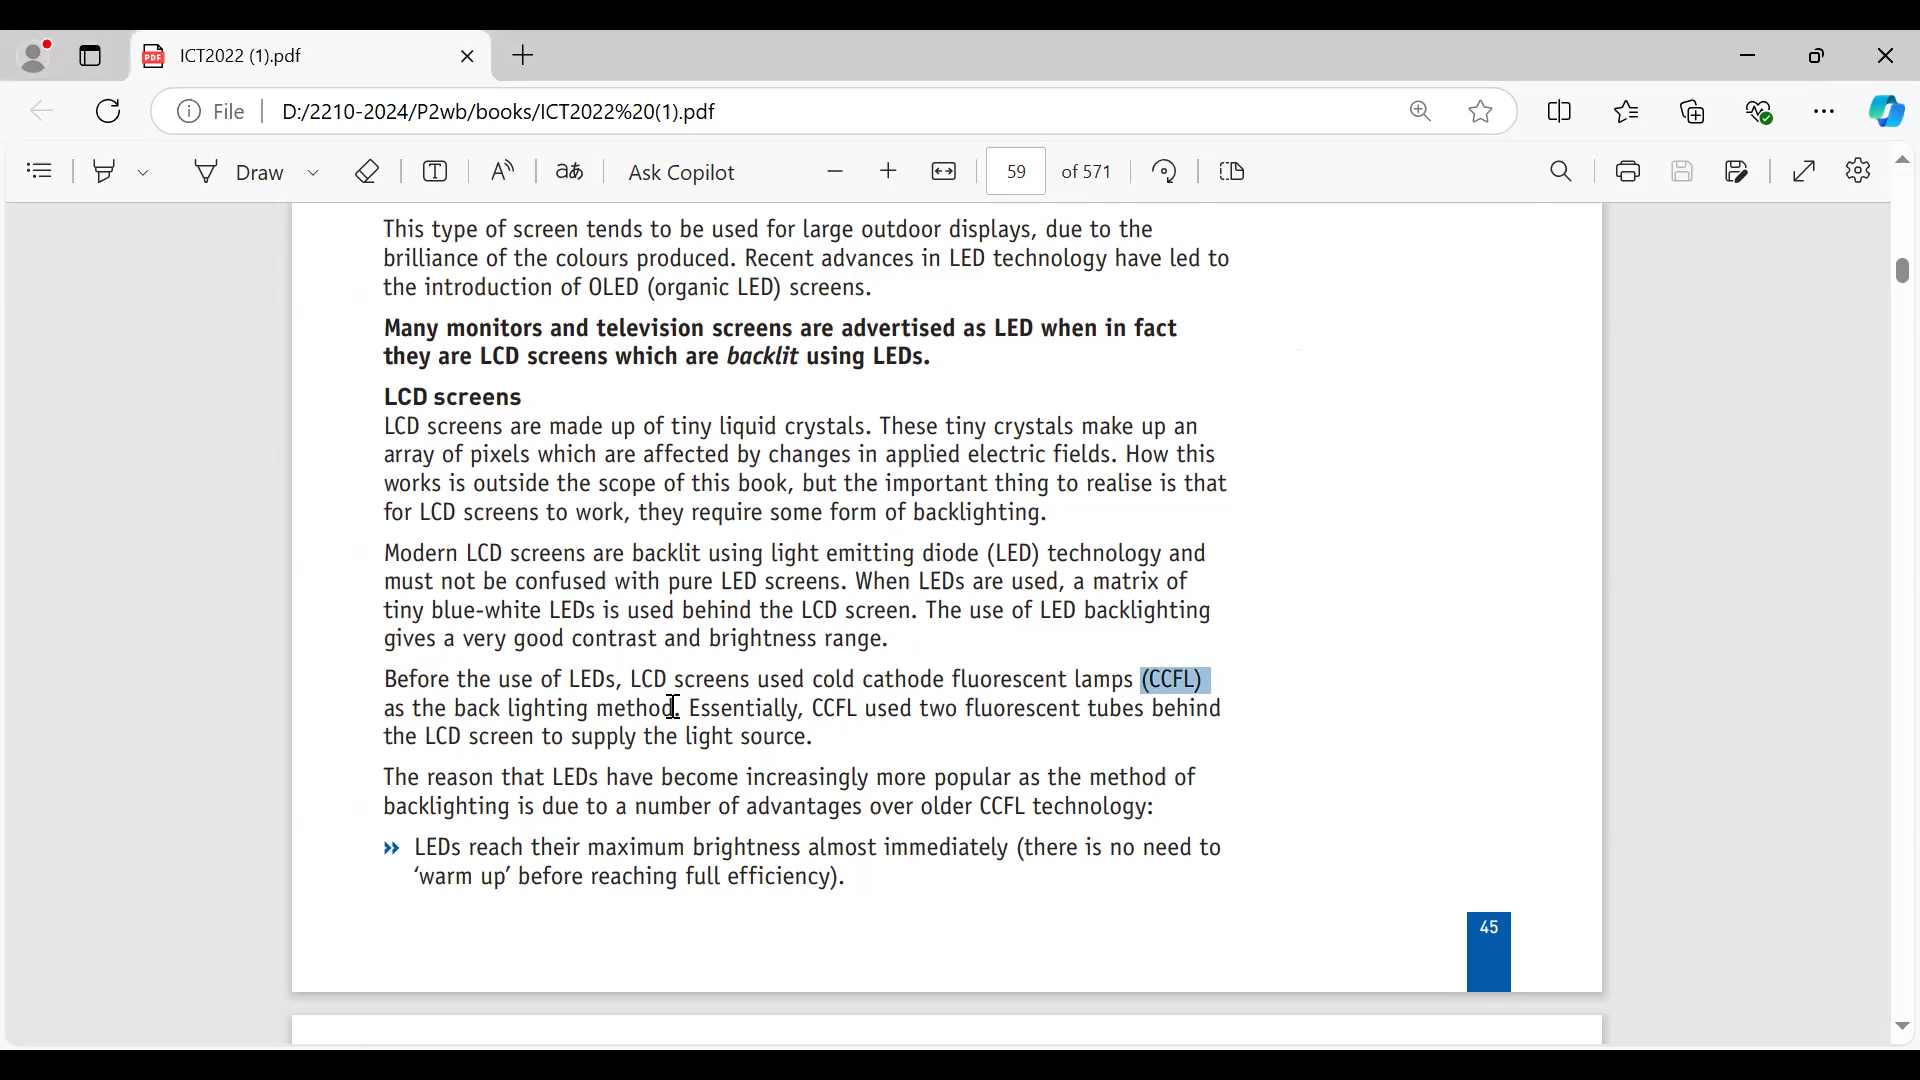 ICT2022 (1).pdf
File
D:/2210-2024/P2wb/books/ICT2022%20(1).pdf
Draw
Ask Copilot
59 of 571
This type of screen tends to be used for large outdoor displays, due to the
brilliance of the colours produced. Recent advances in LED technology have led to
the introduction of OLED (organic LED) screens.
Many monitors and television screens are advertised as LED when in fact
they are LCD screens which are backlit using LEDs.
LCD screens
LCD screens are made up of tiny liquid crystals. These tiny crystals make up an
array of pixels which are affected by changes in applied electric fields. How this
works is outside the scope of this book, but the important thing to realise is that
for LCD screens to work, they require some form of backlighting.
Modern LCD screens are backlit using light emitting diode (LED) technology and
must not be confused with pure LED screens. When LEDs are used, a matrix of
tiny blue-white LEDs is used behind the LCD screen. The use of LED backlighting
gives a very good contrast and brightness range.
Before the use of LEDs, LCD screens used cold cathode fluorescent lamps (CCFL)
as the back lighting method. Essentially, CCFL used two fluorescent tubes behind
the LCD screen to supply the light source.
The reason that LEDs have become increasingly more popular as the method of
backlighting is due to a number of advantages over older CCFL technology:
» LEDs reach their maximum brightness almost immediately (there is no need to
‘warm up’ before reaching full efficiency).
45